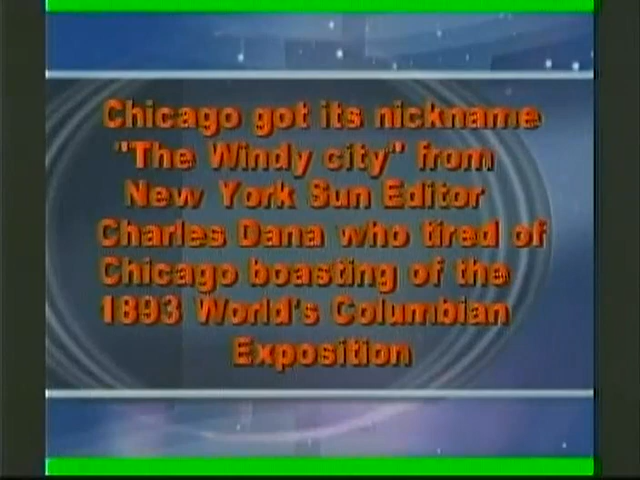 Chicago got its nickname
"The Windy city" from
New York Sun Editor
Charles Dana who tired of
Chicago boasting of the
1893 World's Columbian
Exposition